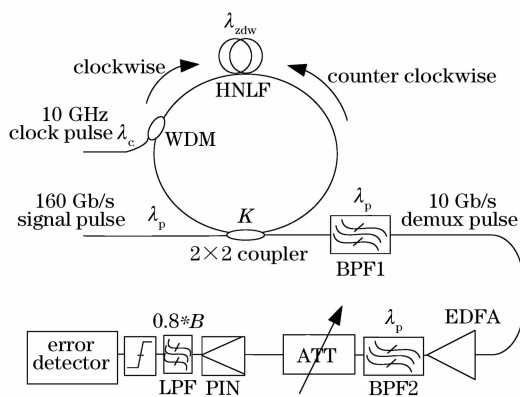 λzdw
clockwise
HNLF
counter clockwise
10 GHz
clock pulse λc
WDM
160 Gb/s
signal pulse
λp
K
2×2 coupler
λp
BPF1
10 Gb/s
demux pulse
error
detector
0.8*B
LPF
PIN
ATT
λp
BPF2
EDFA